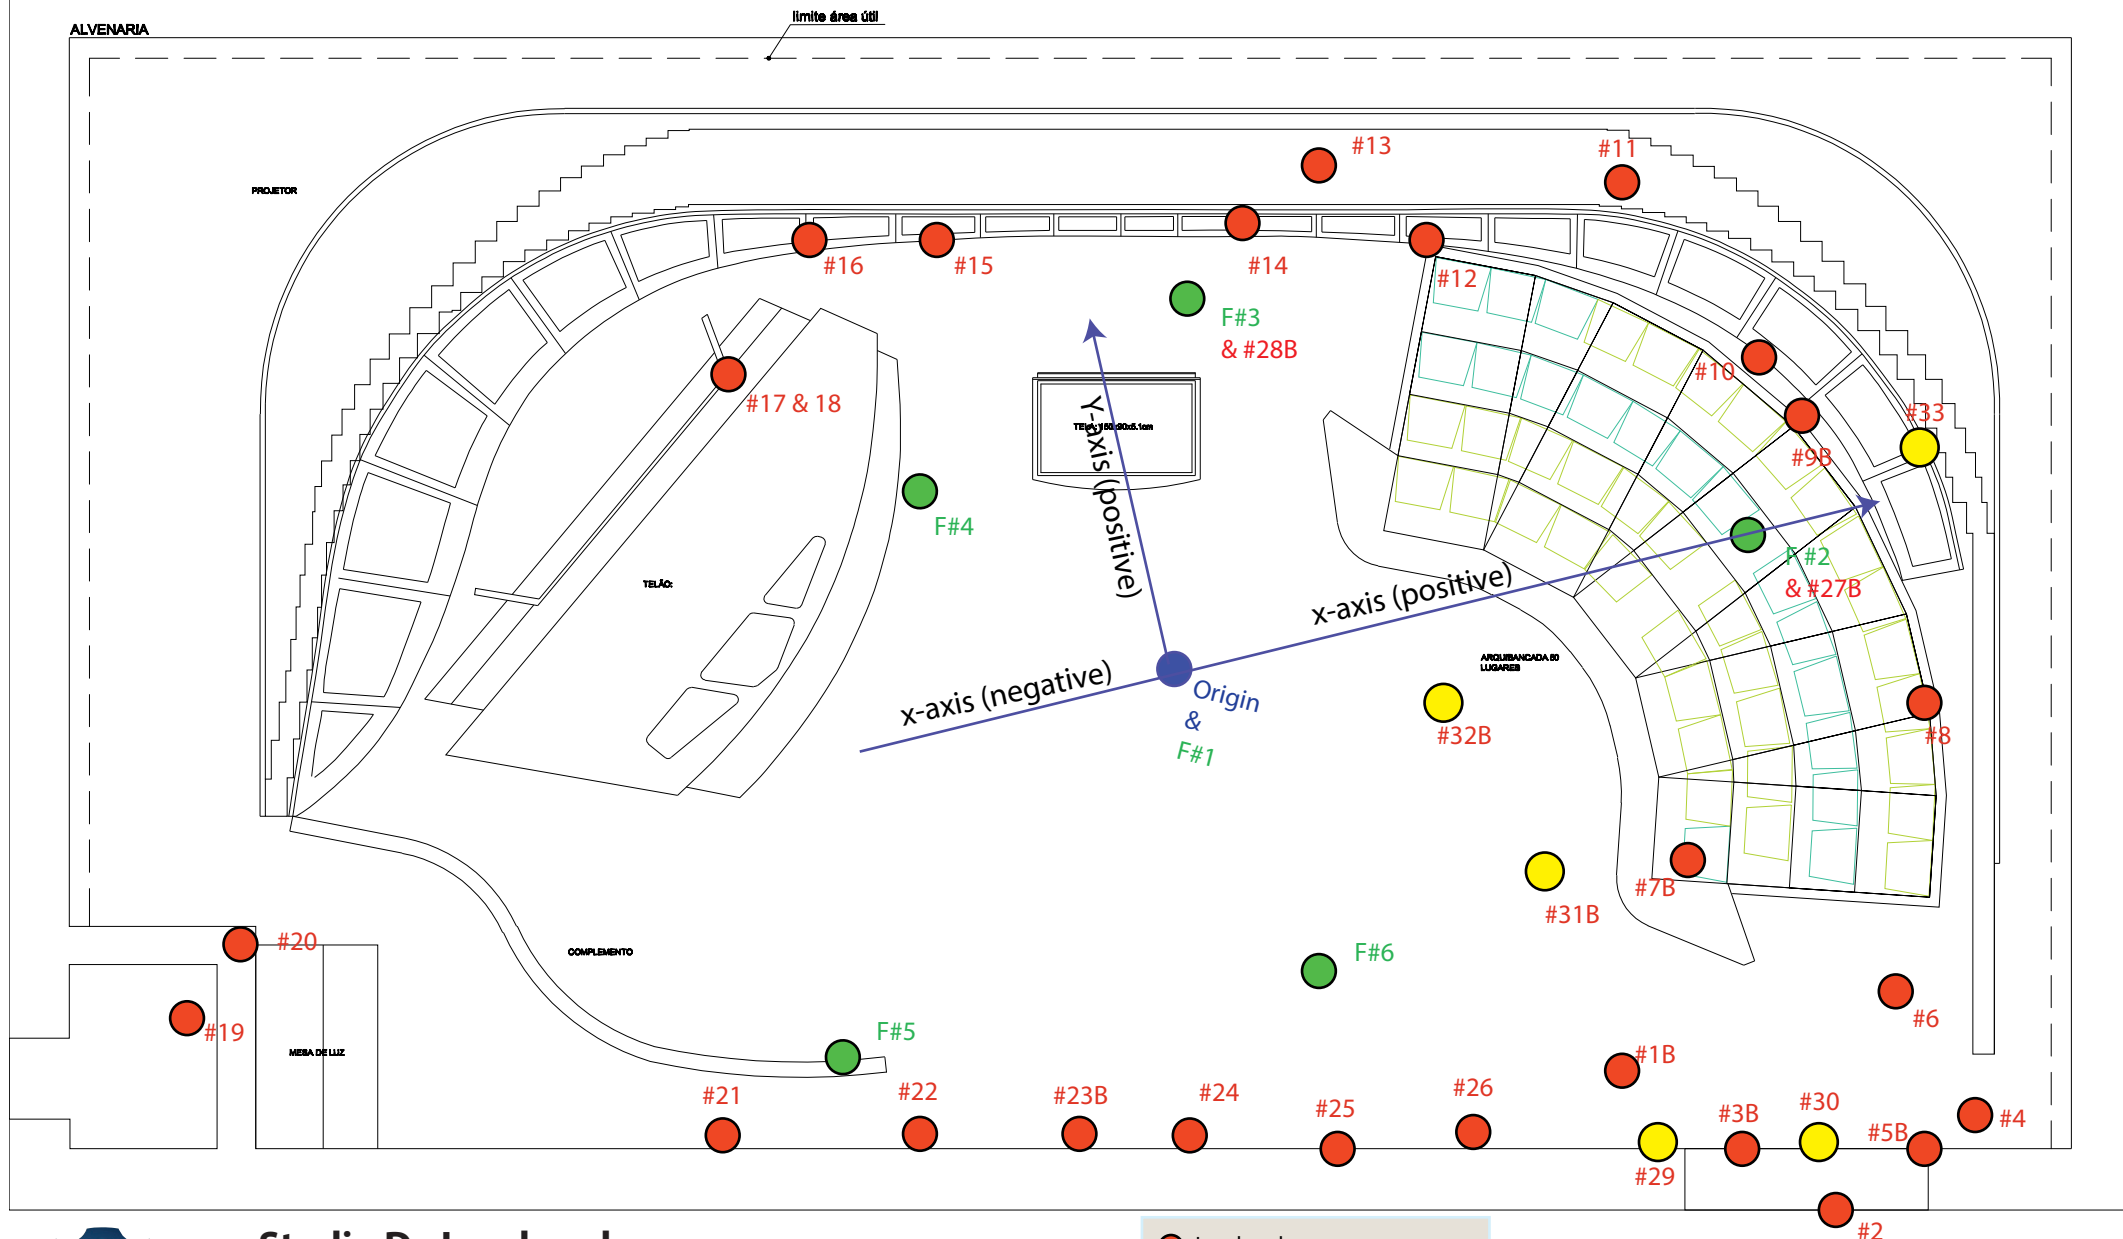 limite área útil
ALVENARIA
#13
#11
PROJETOR
#16
#15
#14
#12
F#3
& #28B
#10
#17 & 18
#33
Y-axis (positive)
#9B
F#4
F #2
& #27B
TELÃO:
x-axis (positive)
ARQUIBANCADA 50
LUGARES
x-axis (negative)
Origin
&
F#1
#32B
#8
#7B
#31B
#20
COMPLEMENTO
F#6
#19
#6
F#5
MESA DE LUZ
#1B
#21
#22
#23B
#24
#25
#26
#3B
#30
#4
#5B
#29
#2